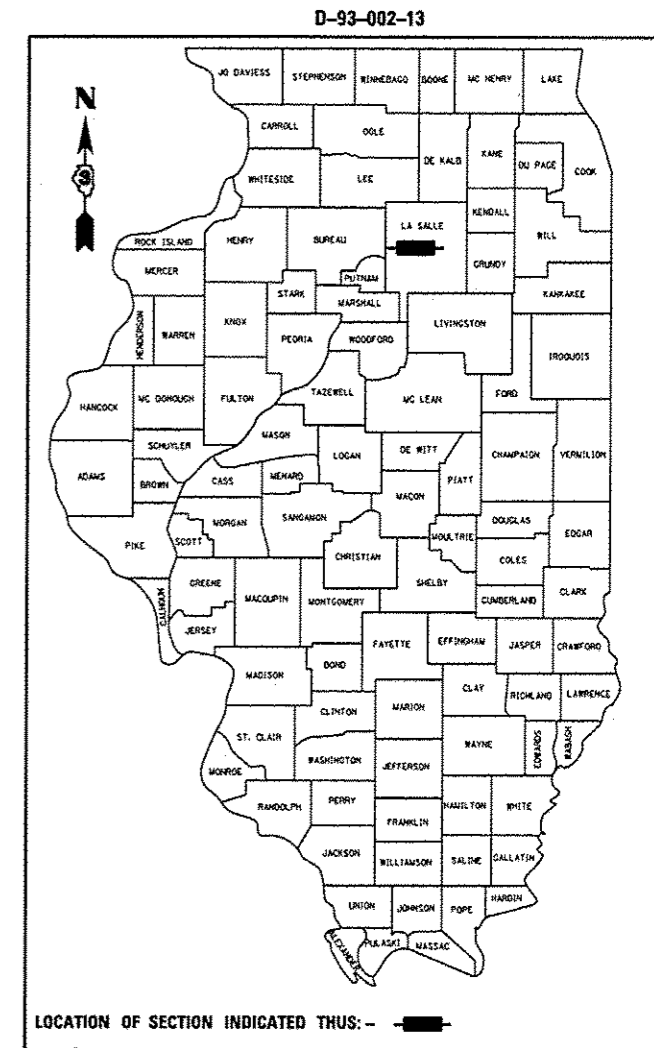 D-93-002-13
JO DAVIESS STEPHENSON WINNEBAGO BOONE MC HENRY LAKE
N
CARROLL OGLE DE KALB KANE DU PAGE COOK
WHITESIDE LEE
KENDALL WILL
LA SALLE
ROCK ISLAND HENRY BUREAU GRUNDY
MERCER PUTNAM KANKAKEE
STARK MARSHALL
HENDERSON WARREN KNOX PEORIA WOODFORD LIVINGSTON IROQUOIS
HANCOCK MC DONOUGH FULTON TAZEWELL MC LEAN FORD
MASON
SCHUYLER LOGAN DE WITT CHAMPAIGN VERMILION
ADAMS BROWN CASS MENARD PIATT
MACON
MORGAN SANGAMON DOUGLAS EDGAR
PIKE SCOTT CHRISTIAN MOULTRIE COLES
GREENE SHELBY CUMBERLAND CLARK
CALHOUN MACOUPIN MONTGOMERY
JERSEY FAYETTE EFFINGHAM JASPER CRAWFORD
MADISON BOND
CLAY RICHLAND LAWRENCE
CLINTON MARION
ST. CLAIR WAYNE EDWARDS WABASH
WASHINGTON JEFFERSON
MONROE
RANDOLPH PERRY HAMILTON WHITE
FRANKLIN
JACKSON WILLIAMSON SALINE GALLATIN
UNION JOHNSON POPE HARDIN
ALEXANDER PULASKI MASSAC
LOCATION OF SECTION INDICATED THUS: -